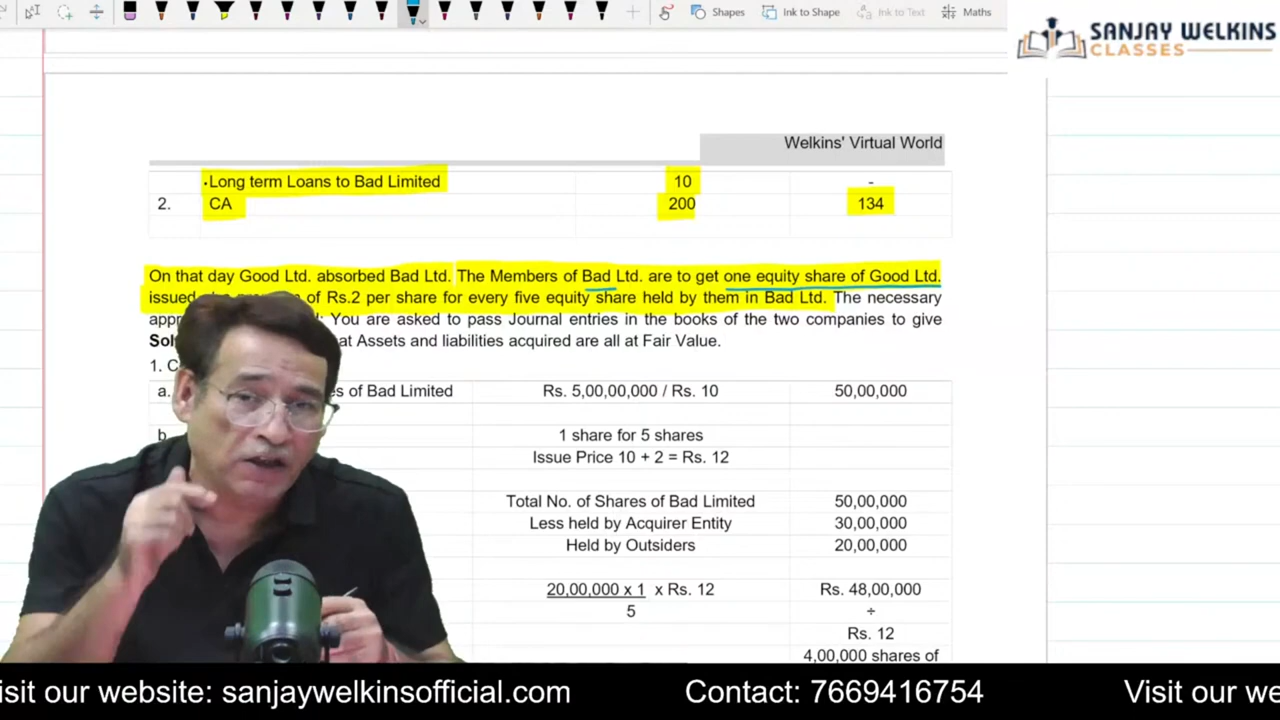 Shapes
Ink to Shape
Ink to Text
Maths
SANJAY WELKINS
CLASSES
Welkins' Virtual World
Long term Loans to Bad Limited 10 -
2. CA 200 134
On that day Good Ltd. absorbed Bad Ltd. The Members of Bad Ltd. are to get one equity share of Good Ltd.
issued of Rs.2 per share for every five equity share held by them in Bad Ltd. The necessary
You are asked to pass Journal entries in the books of the two companies to give
at Assets and liabilities acquired are all at Fair Value.
1. C
a. of Bad Limited Rs. 5,00,00,000 / Rs. 10 50,00,000
b 1 share for 5 shares
Issue Price 10 + 2 = Rs. 12
Total No. of Shares of Bad Limited 50,00,000
Less held by Acquirer Entity 30,00,000
Held by Outsiders 20,00,000
20,00,000 x 1 x Rs. 12 Rs. 48,00,000
5 ÷
Rs. 12
4,00,000 shares of
isit our website: sanjaywelkinsofficial.com Contact: 7669416754 Visit our we